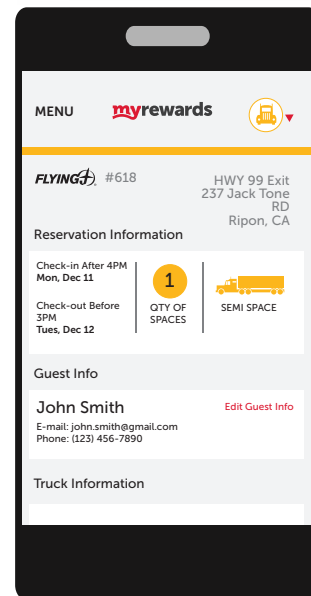 MENU myrewards
FLYING J #618
HWY 99 Exit
237 Jack Tone
RD
Ripon, CA
Reservation Information
Check-in After 4PM
Mon, Dec 11
Check-out Before
3PM
Tues, Dec 12
1
QTY OF
SPACES
SEMI SPACE
Guest Info
John Smith
Edit Guest Info
E-mail: john.smith@gmail.com
Phone: (123) 456-7890
Truck Information